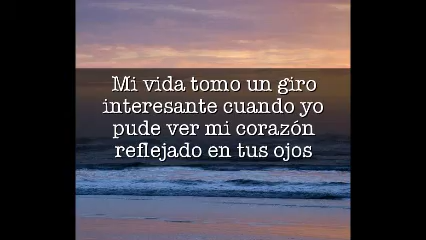 Mi vida tomo un giro
interesante cuando yo
pude ver mi corazón
reflejado en tus ojos